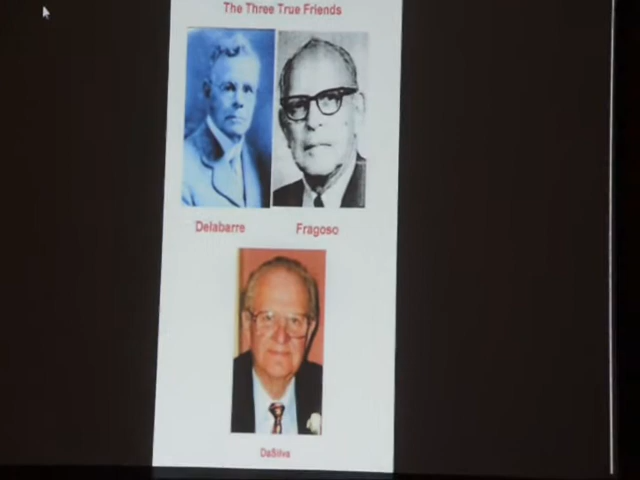 The Three True Friends
Delabarre
Fragoso
DaSilva